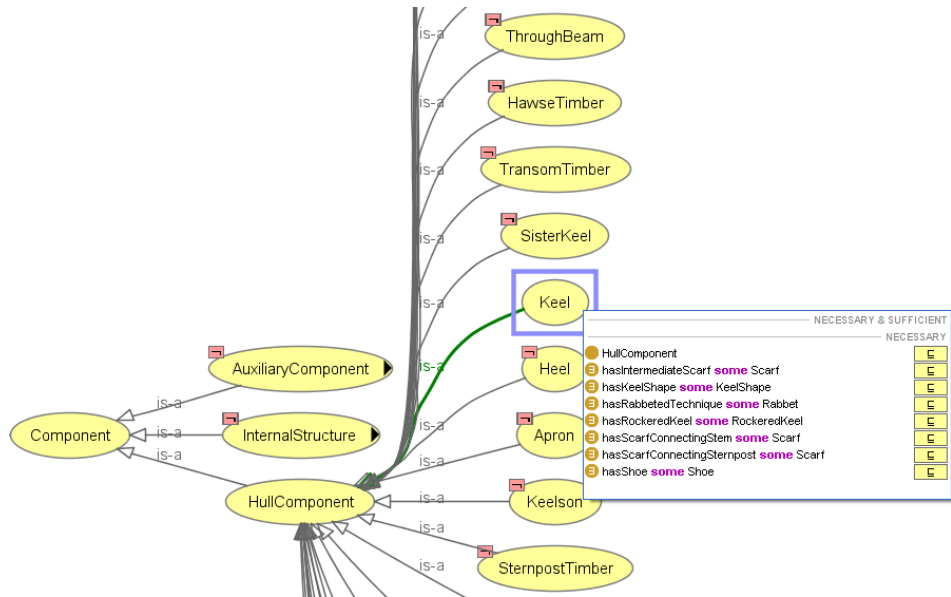 is-a
ThroughBeam
is-a
HawseTimber
is-a
TransomTimber
is-a
SisterKeel
is-a
Keel
is-a
NECESSARY & SUFFICIENT
NECESSARY
HullComponent
hasIntermediateScarf some Scarf
hasKeelShape some KeelShape
hasRabbetedTechnique some Rabbet
hasRockeredKeel some RockeredKeel
hasScarfConnectingStem some Scarf
hasScarfConnectingSternpost some Scarf
hasShoe some Shoe
AuxiliaryComponent
is-a
Heel
is-a
is-a
Component
is-a
InternalStructure
is-a
Apron
is-a
HullComponent
is-a
Keelson
is-a
SternpostTimber
is-a